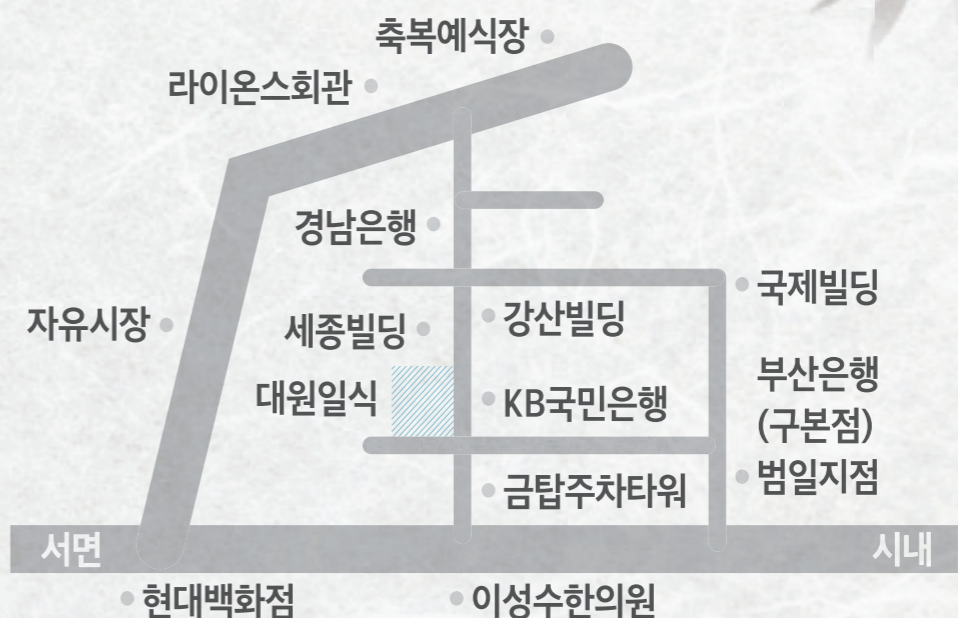 축복예식장
라이온스회관
경남은행
국제빌딩
자유시장
세종빌딩
강산빌딩
대원일식
KB국민은행
부산은행
(구본점)
범일지점
금탑주차타워
서면
시내
현대백화점
이성수한의원